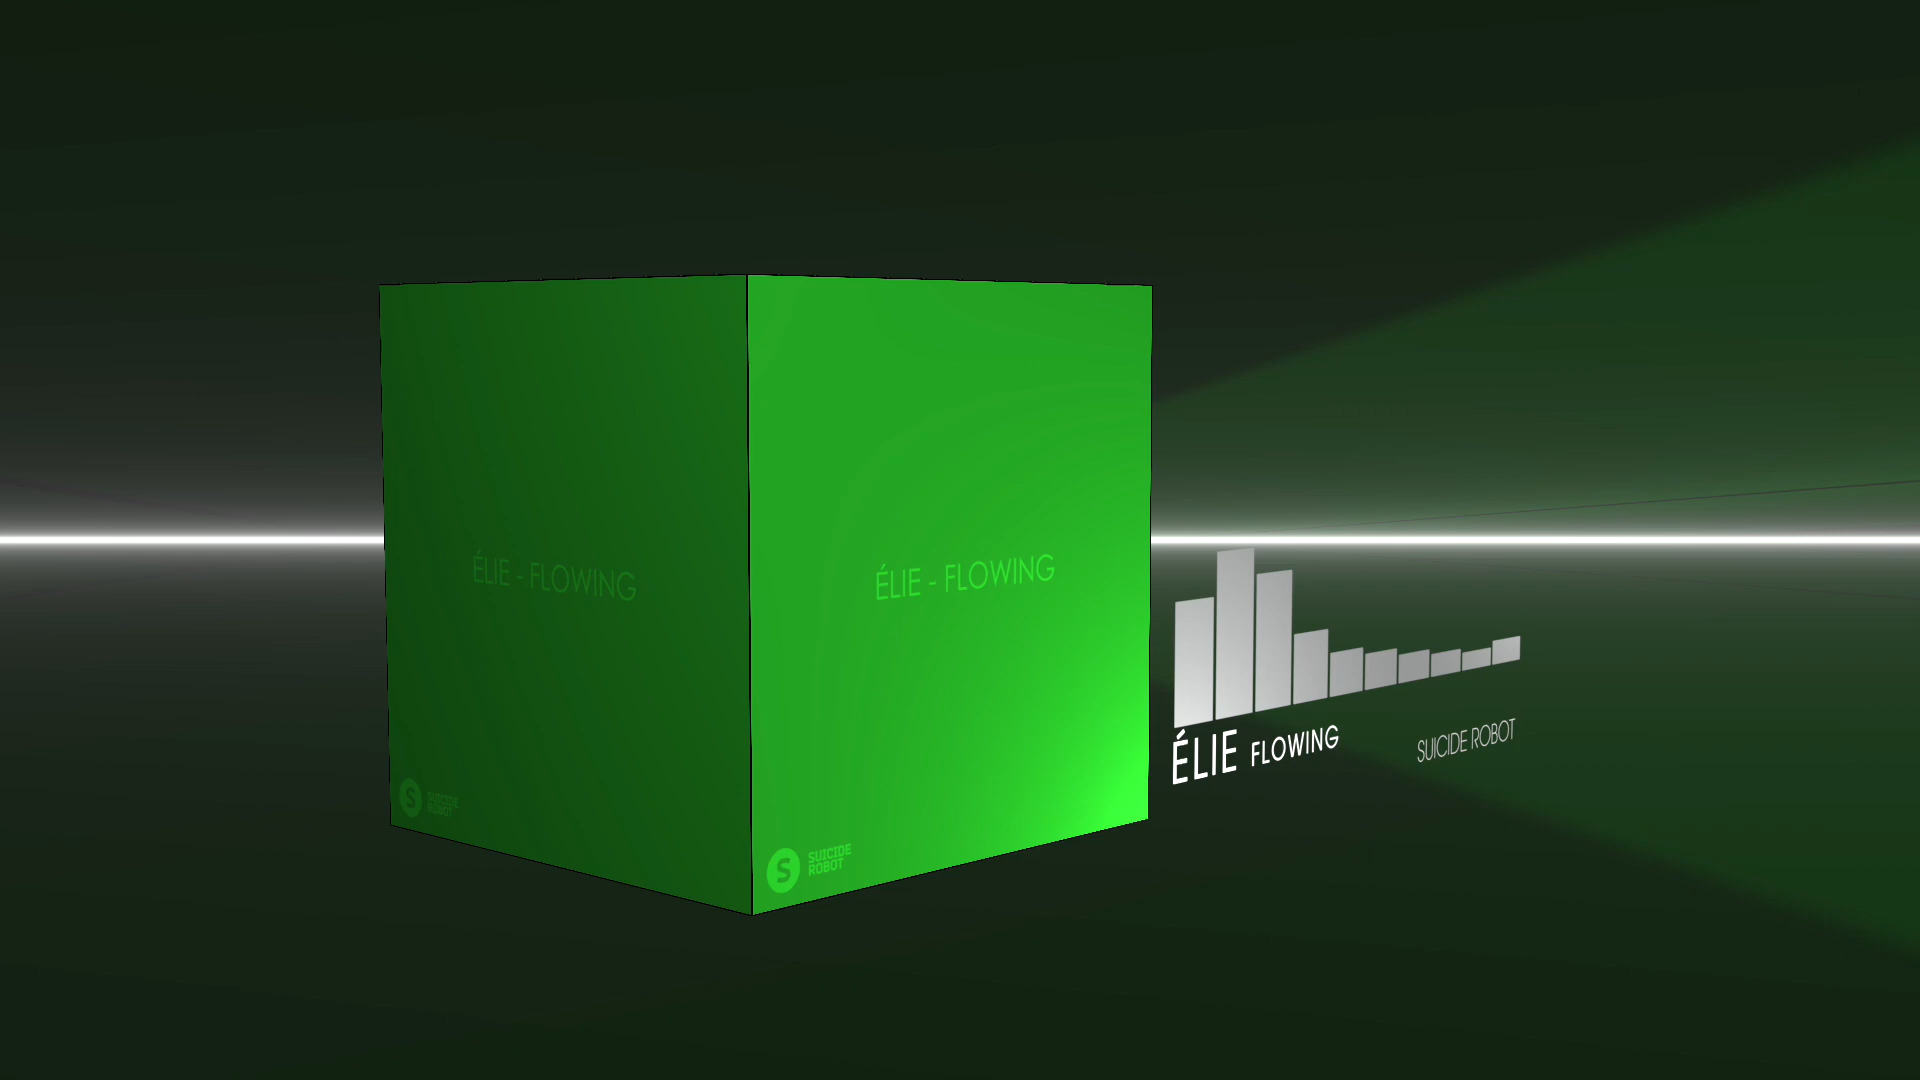 ÉLIE - FLOWING
S SUICIDE
ROBOT
ÉLIE - FLOWING
S SUICIDE
ROBOT
ÉLIE FLOWING
SUICIDE ROBOT